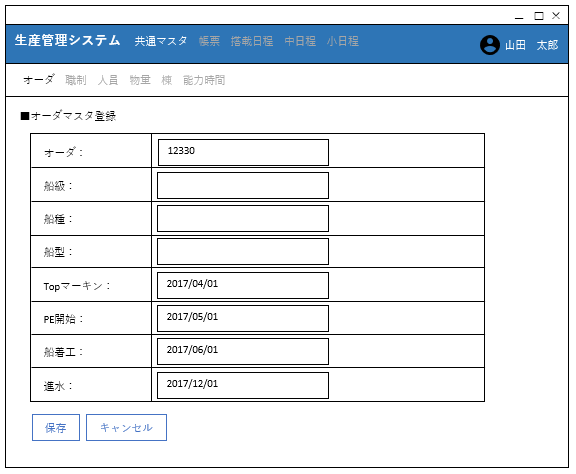 生産管理システム 共通マスタ 帳票 搭載日程 中日程 小日程 山田 太郎
オーダ 職制 人員 物量 棟 能力時間
■オーダマスタ登録
オーダ： 12330
船級：
船種：
船型：
Topマーキン： 2017/04/01
PE開始： 2017/05/01
船着工： 2017/06/01
進水： 2017/12/01
保存 キャンセル